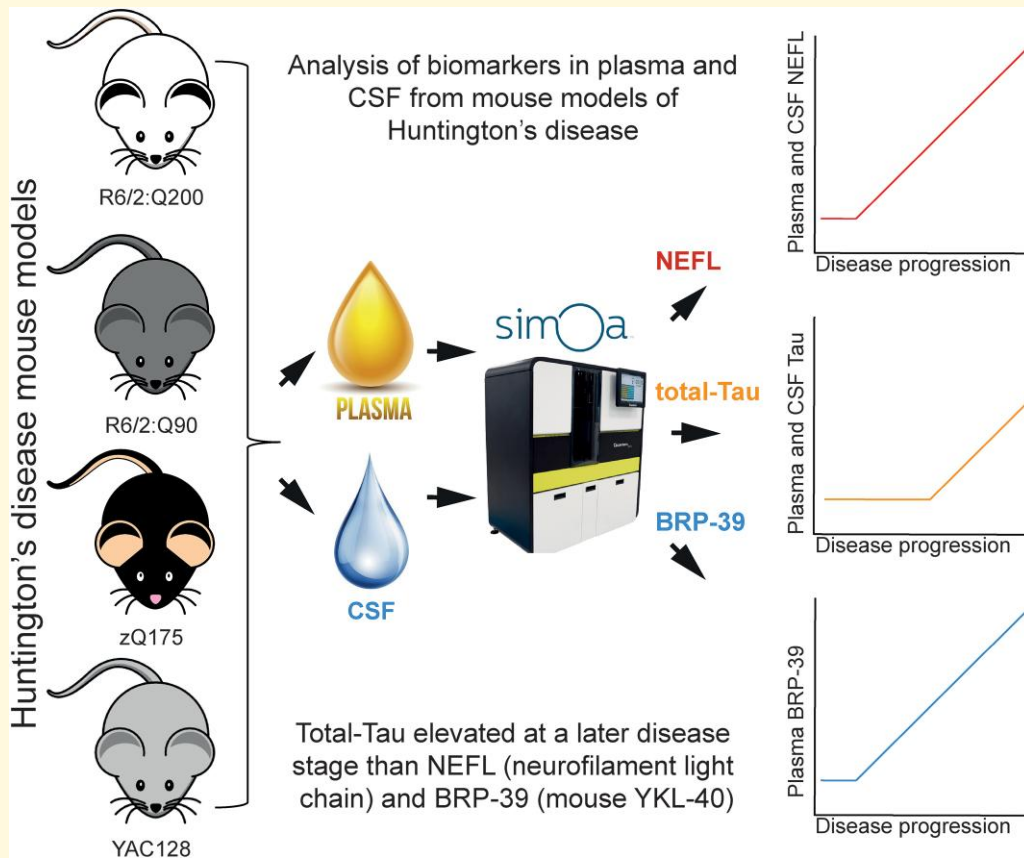 Huntington's disease mouse models
R6/2:Q200
R6/2:Q90
zQ175
YAC128
Analysis of biomarkers in plasma and
CSF from mouse models of
Huntington's disease
PLASMA
CSF
simOa
NEFL
total-Tau
BRP-39
Total-Tau elevated at a later disease
stage than NEFL (neurofilament light
chain) and BRP-39 (mouse YKL-40)
Plasma and CSF NEFL
Disease progression
Plasma and CSF Tau
Disease progression
Plasma BRP-39
Disease progression